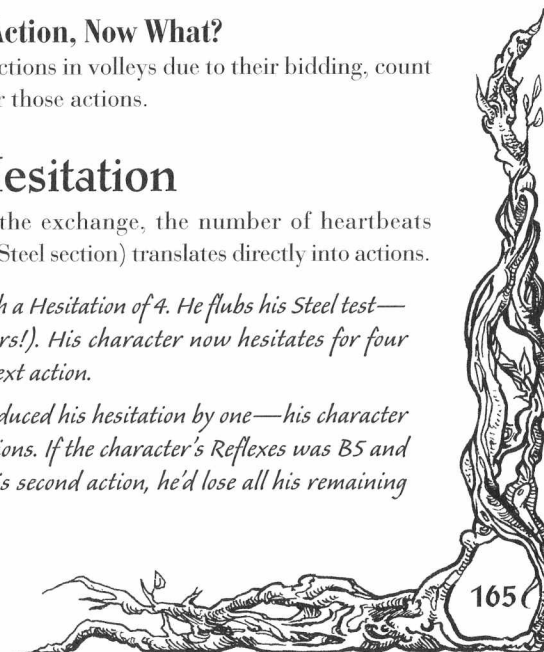 ction, Now What?
ctions in volleys due to their bidding, count
r those actions.
esitation
the exchange, the number of heartbeats
Steel section) translates directly into actions.
h a Hesitation of 4. He flubs his Steel test—
rs!). His character now hesitates for four
ext action.
duced his hesitation by one—his character
ions. If the character's Reflexes was B5 and
s second action, he'd lose all his remaining
165